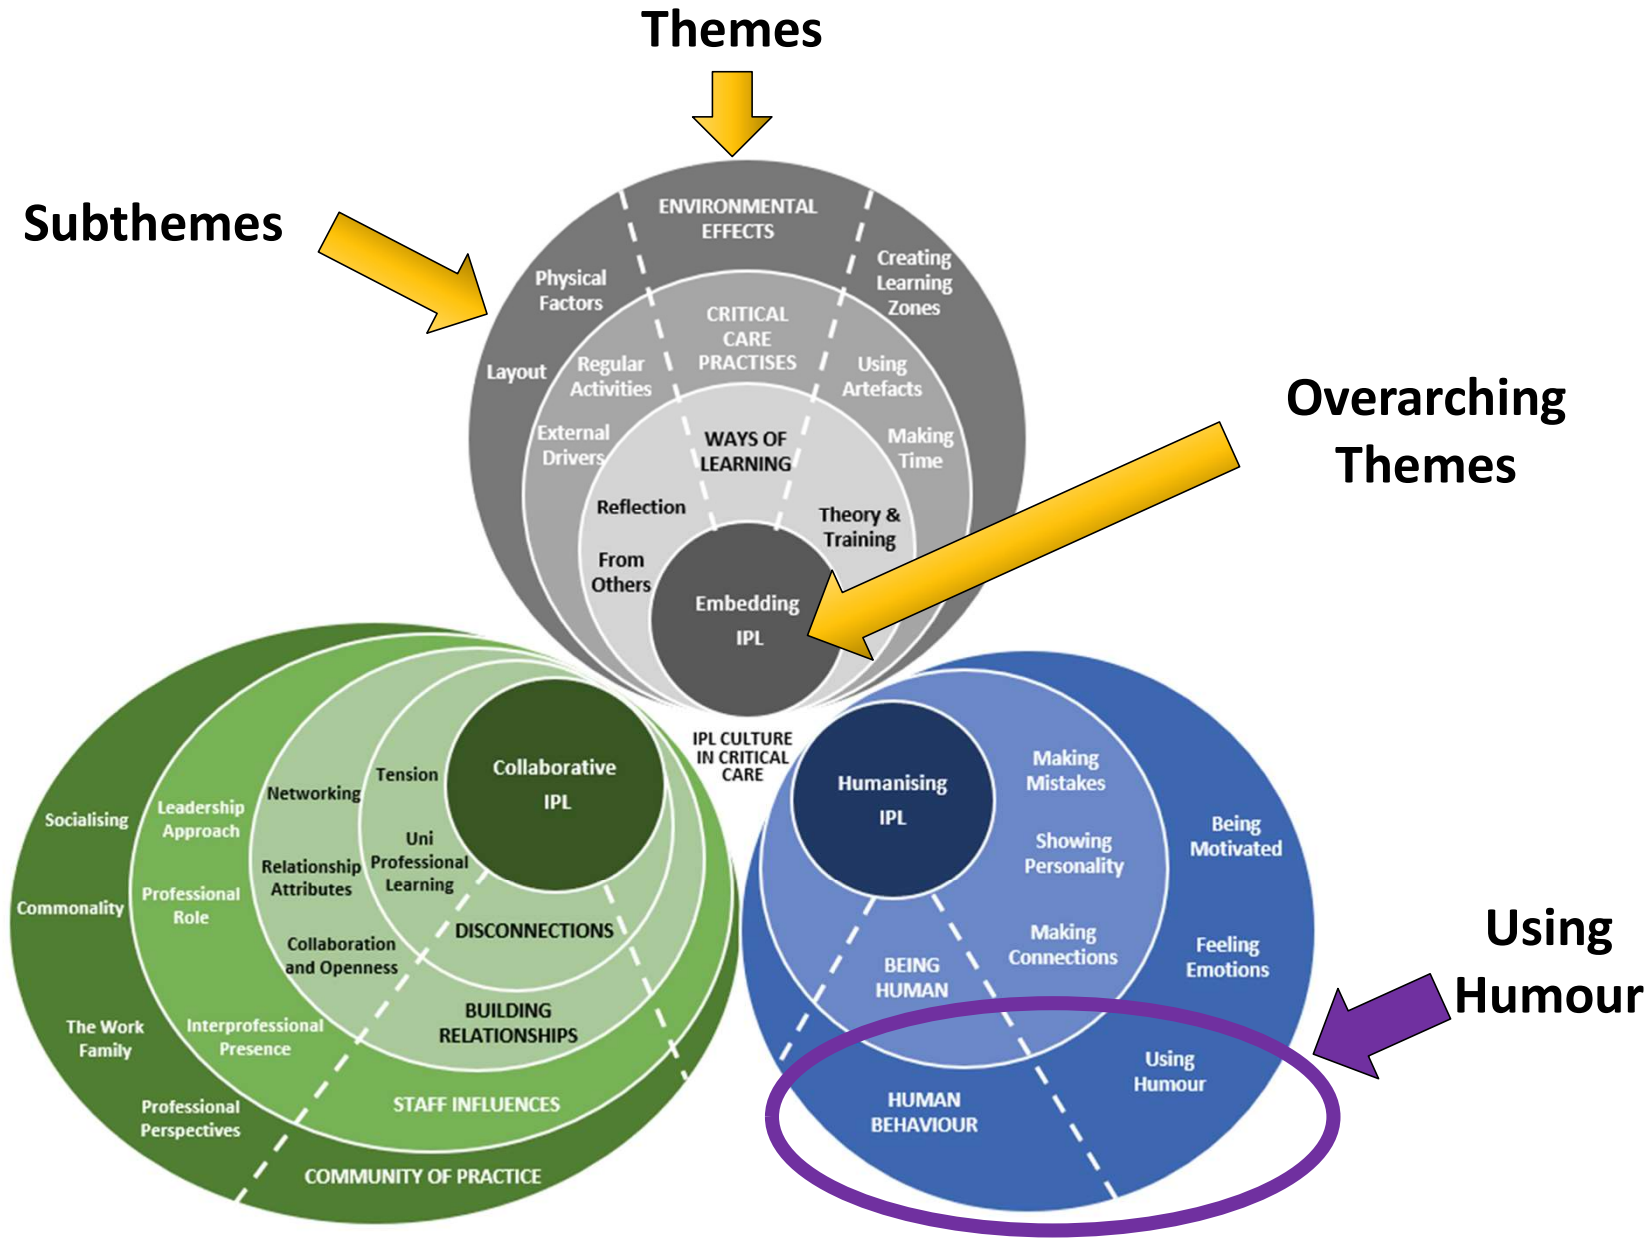 Themes
Subthemes
ENVIRONMENTAL
EFFECTS
Physical
Factors
Creating
Learning
Zones
Layout
CRITICAL
CARE
PRACTISES
Regular
Activities
Using
Artefacts
External
Drivers
Making
Time
WAYS OF
LEARNING
Reflection
From
Others
Theory &
Training
Embedding
IPL
Overarching
Themes
IPL CULTURE
IN CRITICAL
CARE
Collaborative
IPL
Tension
Uni
Professional
Learning
DISCONNECTIONS
Networking
Relationship
Attributes
Collaboration
and Openness
BUILDING
RELATIONSHIPS
Leadership
Approach
Professional
Role
Interprofessional
Presence
STAFF INFLUENCES
Socialising
Commonality
The Work
Family
Professional
Perspectives
COMMUNITY OF PRACTICE
Humanising
IPL
Making
Mistakes
Showing
Personality
Making
Connections
BEING
HUMAN
Being
Motivated
Feeling
Emotions
Using
Humour
HUMAN
BEHAVIOUR
Using
Humour